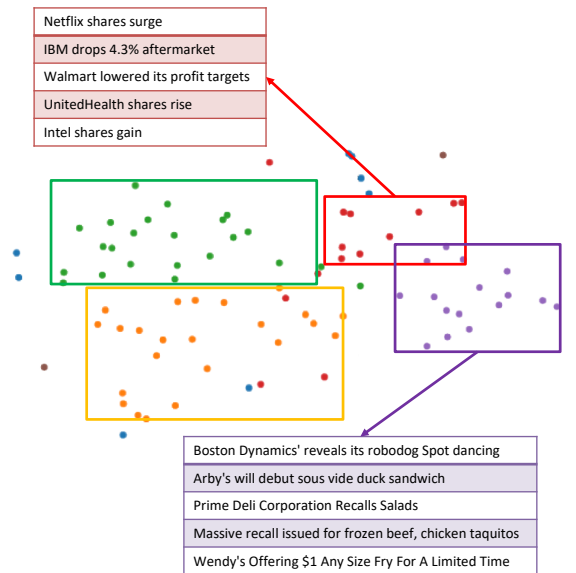 Netflix shares surge
IBM drops 4.3% aftermarket
Walmart lowered its profit targets
UnitedHealth shares rise
Intel shares gain
Boston Dynamics' reveals its robodog Spot dancing
Arby's will debut sous vide duck sandwich
Prime Deli Corporation Recalls Salads
Massive recall issued for frozen beef, chicken taquitos
Wendy's Offering $1 Any Size Fry For A Limited Time